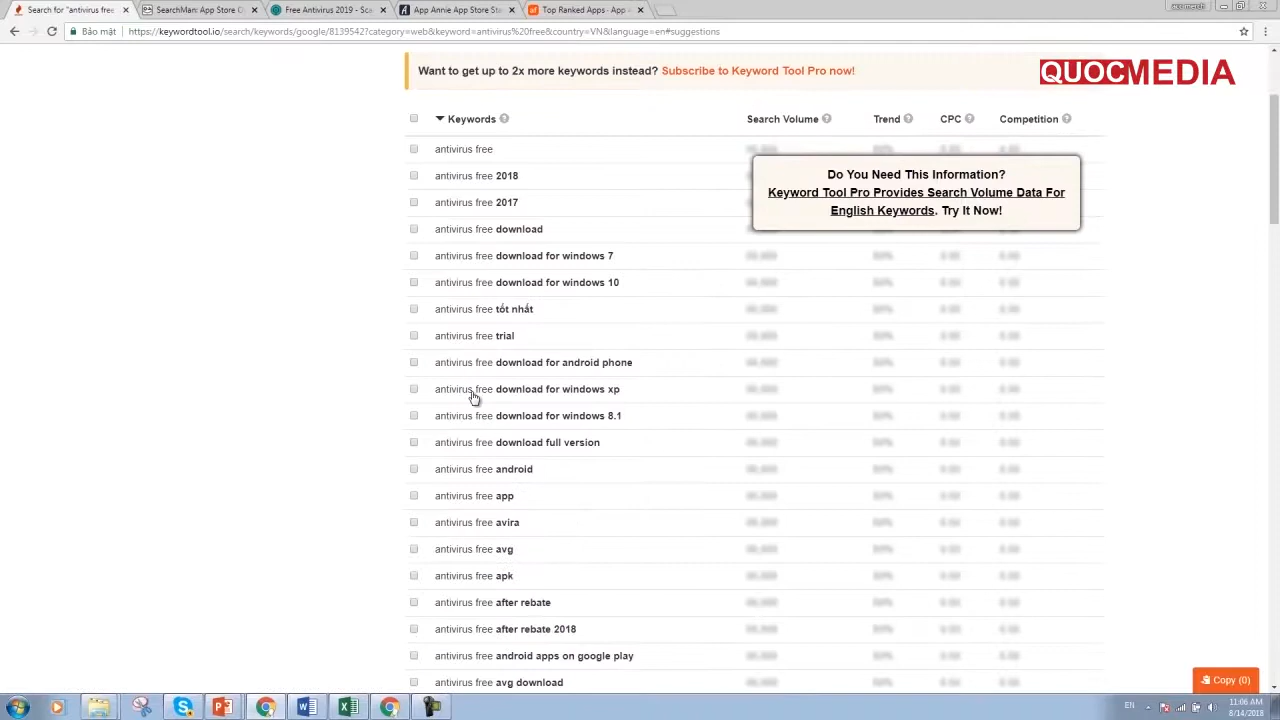 Search for "antivirus free"
SearchMan: App Store O
Free Antivirus 2019 - Sca
App Annie App Store Sta
Top Ranked Apps - Ap
Bảo mật
https://keywordtool.io/search/keywords/google/8139542?category=web&keyword=antivirus%20free&country=VN&language=en#suggestions
Want to get up to 2x more keywords instead? Subscribe to Keyword Tool Pro now!
QUOCMEDIA
Keywords Search Volume Trend CPC Competition
antivirus free
Do You Need This Information?
Keyword Tool Pro Provides Search Volume Data For
English Keywords. Try It Now!
antivirus free 2018
antivirus free 2017
antivirus free download
antivirus free download for windows 7
antivirus free download for windows 10
antivirus free tốt nhất
antivirus free trial
antivirus free download for android phone
antivirus free download for windows xp
antivirus free download for windows 8.1
antivirus free download full version
antivirus free android
antivirus free app
antivirus free avira
antivirus free avg
antivirus free apk
antivirus free after rebate
antivirus free after rebate 2018
antivirus free android apps on google play
antivirus free avg download
Copy (0)
EN
11:06 AM
8/14/2018